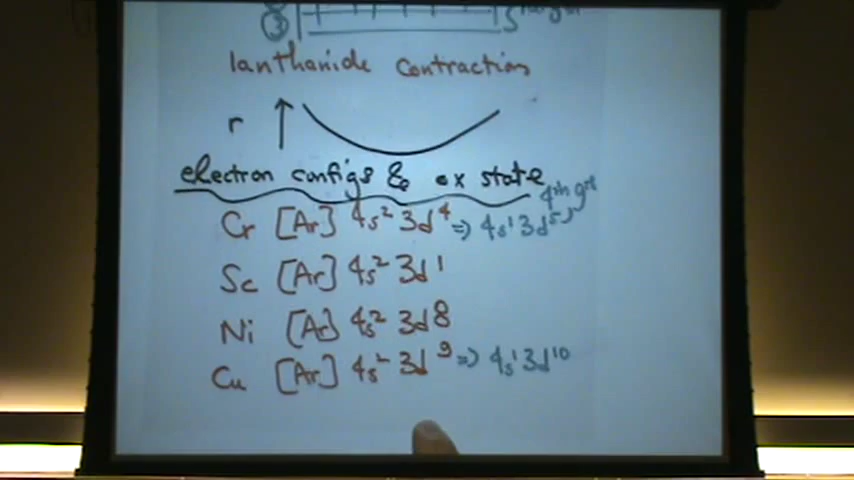 ③
lanthanide contraction
r ↑
electron configs & ox state
Cr [Ar] 4s² 3d⁴ ⇒ 4s¹ 3d⁵
Sc [Ar] 4s² 3d¹
Ni [Ar] 4s² 3d8
Cu [Ar] 4s² 3d⁹ ⇒ 4s¹ 3d¹⁰